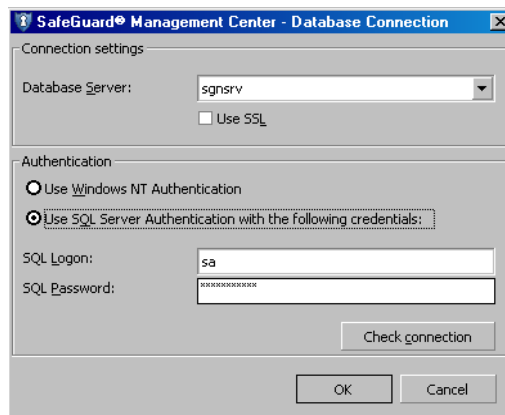 SafeGuard® Management Center - Database Connection
Connection settings
Database Server:
sgnsrv
Use SSL
Authentication
Use Windows NT Authentication
Use SQL Server Authentication with the following credentials:
SQL Logon:
sa
SQL Password:
***********
Check connection
OK
Cancel